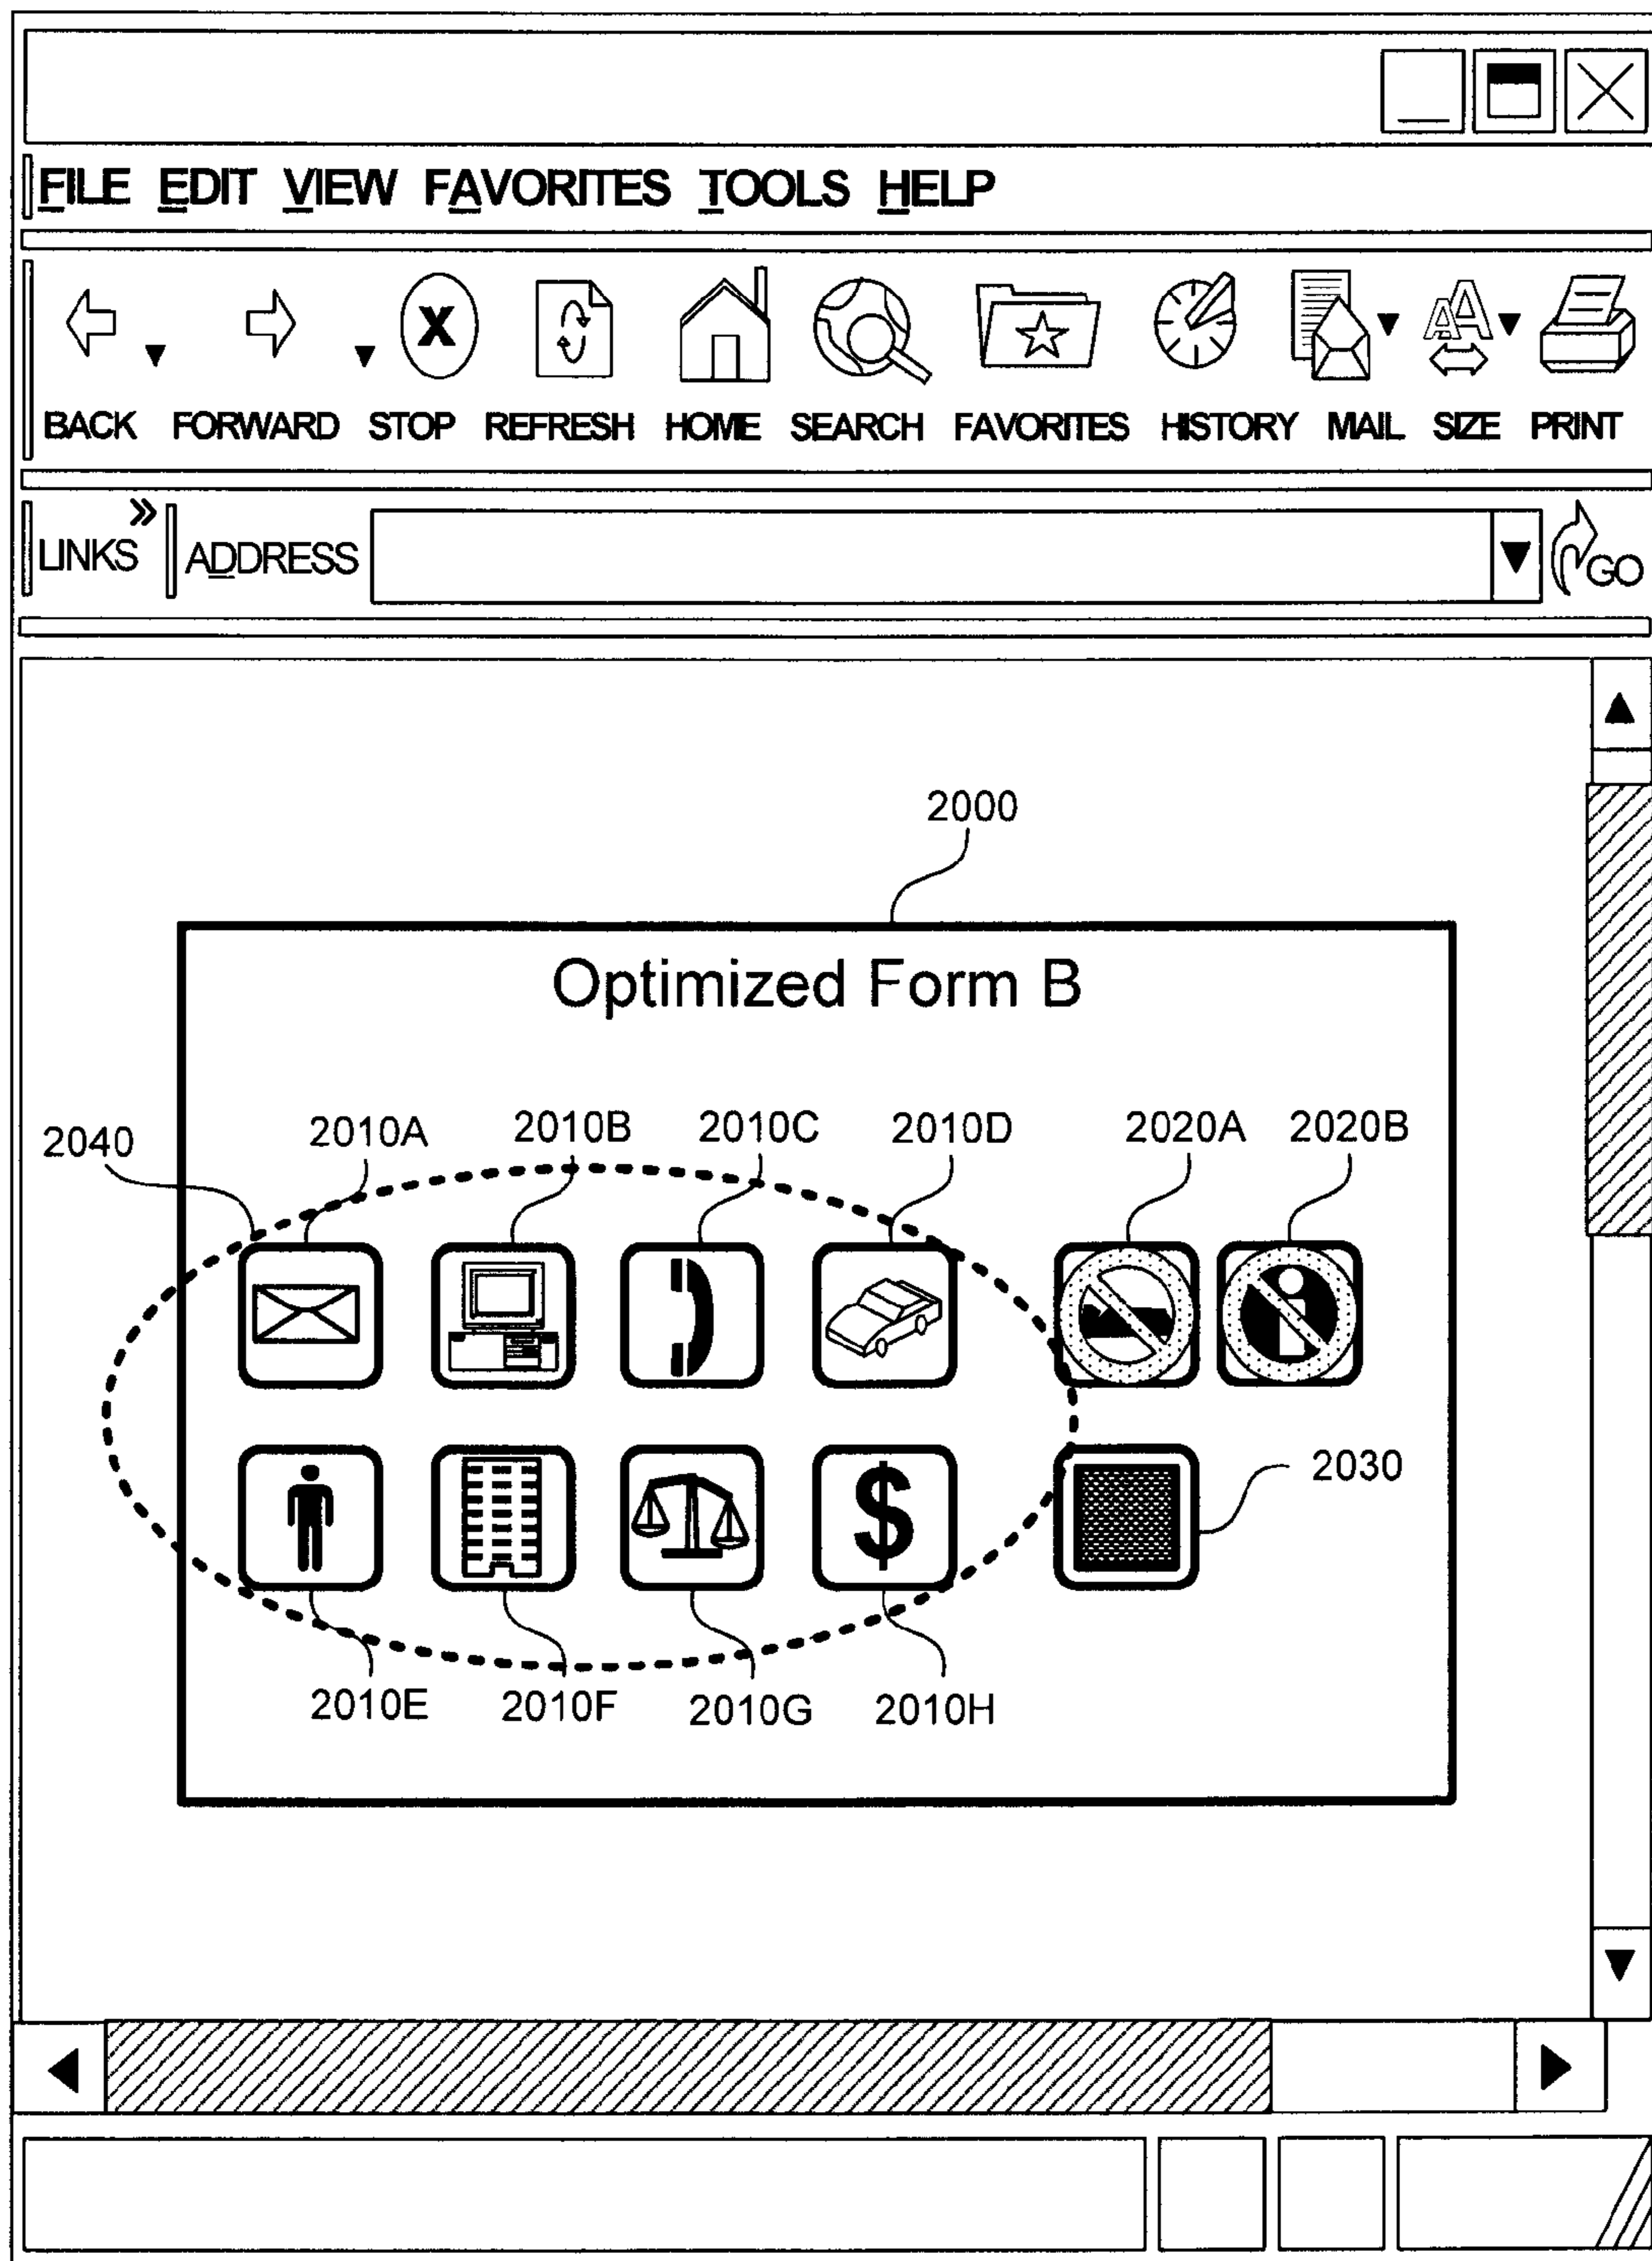 FILE EDIT VIEW FAVORITES TOOLS HELP
X
BACK FORWARD STOP REFRESH HOME SEARCH FAVORITES HISTORY MAIL SIZE PRINT
AA
LINKS » ADDRESS GO
2000
Optimized Form B
2040 2010A 2010B 2010C 2010D 2020A 2020B
$
2030
2010E 2010F 2010G 2010H